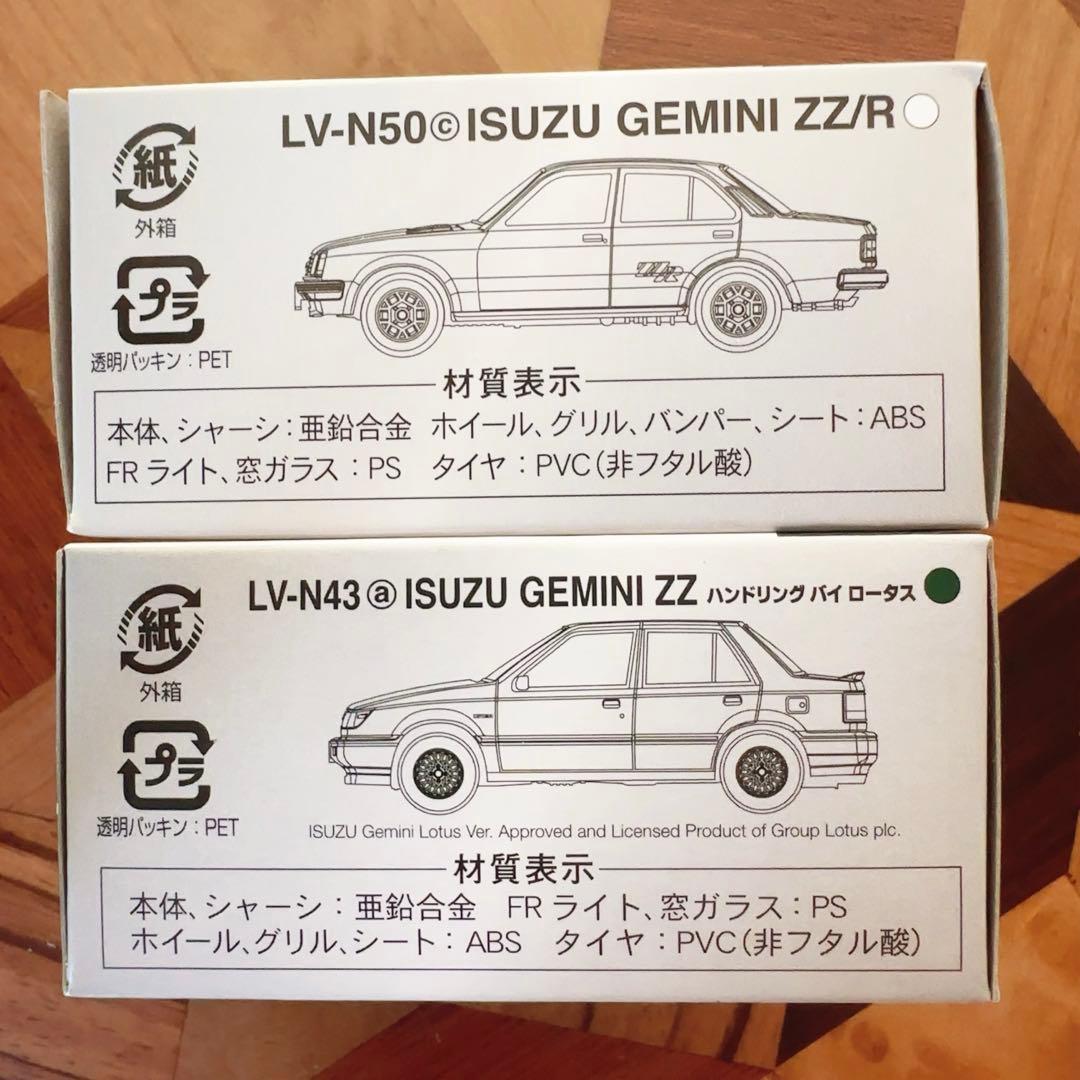 LV-N50ⓒISUZU GEMINI ZZ/R
紙
外箱
ZZ/R
プラ
透明パッキン：PET
材質表示
本体、シャーシ：亜鉛合金 ホイール、グリル、バンパー、シート：ABS
FR ライト、窓ガラス：PS タイヤ：PVC（非フタル酸）
LV-N43 ⓐ ISUZU GEMINI ZZ ハンドリング バイ ロータス
紙
外箱
プラ
透明パッキン：PET
ISUZU Gemini Lotus Ver. Approved and Licensed Product of Group Lotus plc.
材質表示
本体、シャーシ：亜鉛合金 FR ライト、窓ガラス：PS
ホイール、グリル、シート：ABS タイヤ：PVC（非フタル酸）